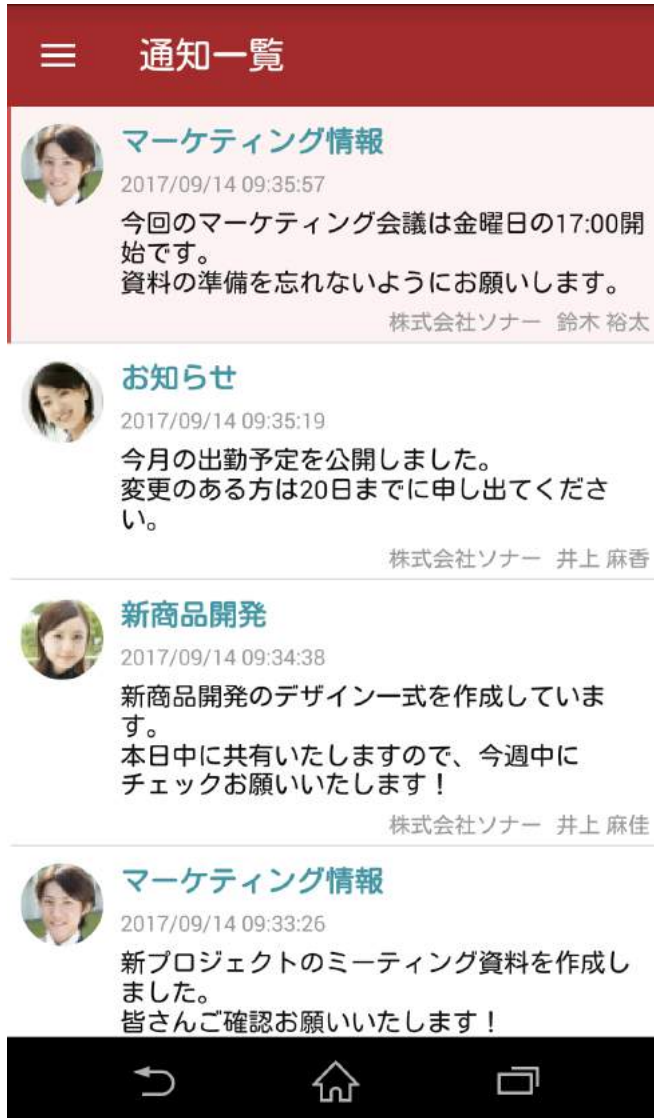 通知一覧
マーケティング情報
2017/09/14 09:35:57
今回のマーケティング会議は金曜日の17:00開
始です。
資料の準備を忘れないようにお願いします。
株式会社ソナー 鈴木 裕太
お知らせ
2017/09/14 09:35:19
今月の出勤予定を公開しました。
変更のある方は20日までに申し出てくださ
い。
株式会社ソナー 井上 麻香
新商品開発
2017/09/14 09:34:38
新商品開発のデザイン一式を作成していま
す。
本日中に共有いたしますので、今週中に
チェックお願いいたします！
株式会社ソナー 井上 麻佳
マーケティング情報
2017/09/14 09:33:26
新プロジェクトのミーティング資料を作成し
ました。
皆さんご確認お願いいたします！